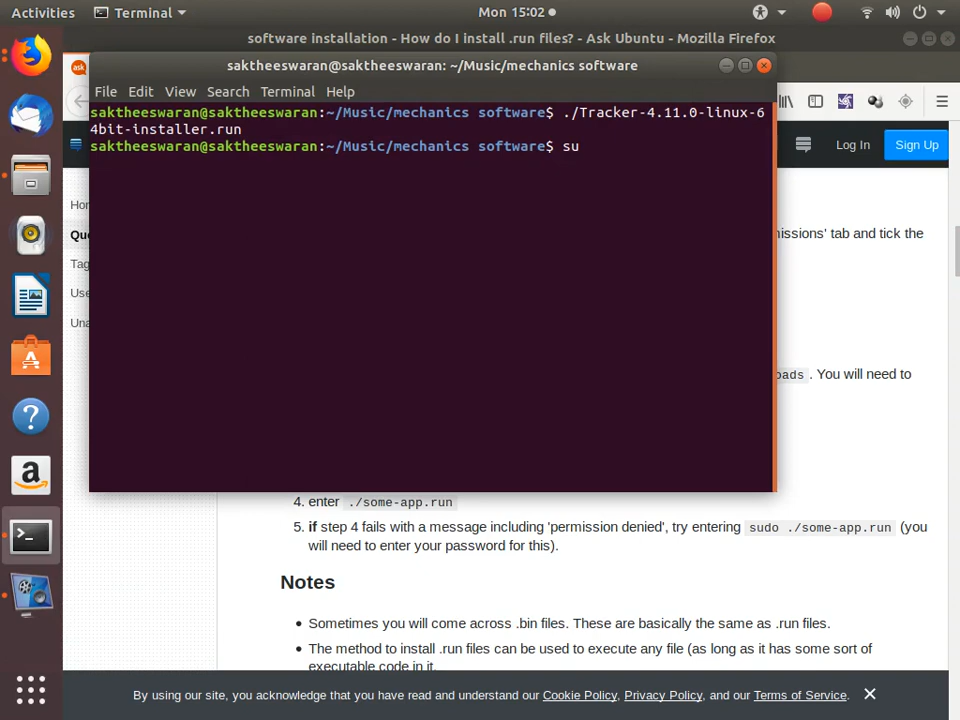 Activities Terminal Mon 15:02
software installation - How do I install .run files? - Ask Ubuntu - Mozilla Firefox
saktheeswaran@saktheeswaran: ~/Music/mechanics software
ask
File Edit View Search Terminal Help
saktheeswaran@saktheeswaran:~/Music/mechanics software$ ./Tracker-4.11.0-linux-6
4bit-installer.run
saktheeswaran@saktheeswaran:~/Music/mechanics software$ su
Log In Sign Up
Hor
Que
Tag
Use
Una
missions' tab and tick the
oads . You will need to
4. enter ./some-app.run
5. if step 4 fails with a message including 'permission denied', try entering sudo ./some-app.run (you
will need to enter your password for this).
Notes
• Sometimes you will come across .bin files. These are basically the same as .run files.
• The method to install .run files can be used to execute any file (as long as it has some sort of
executable code in it.
By using our site, you acknowledge that you have read and understand our Cookie Policy, Privacy Policy, and our Terms of Service.